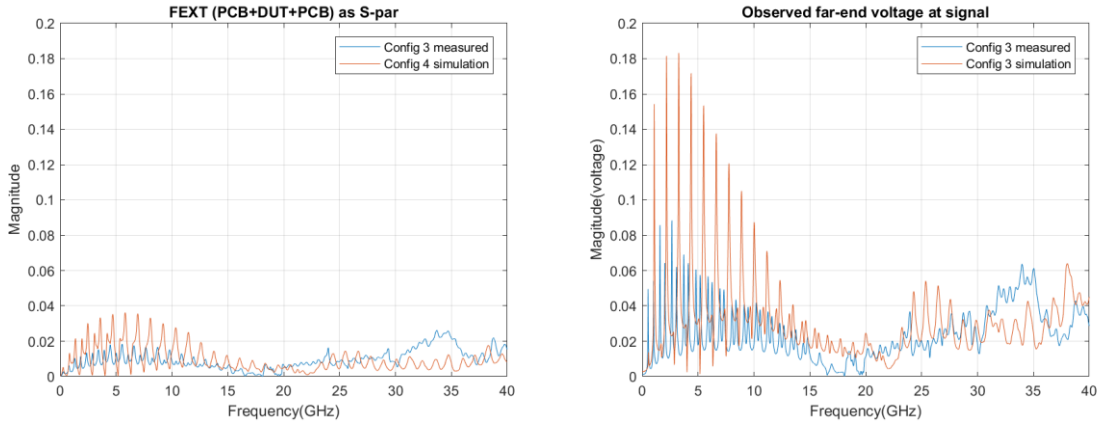 FEXT (PCB+DUT+PCB) as S-par
0.2
0.18
0.16
0.14
0.12
0.1
0.08
0.06
0.04
0.02
0
Magnitude
Config 3 measured
Config 4 simulation
0 5 10 15 20 25 30 35 40
Frequency(GHz)
Observed far-end voltage at signal
0.2
0.18
0.16
0.14
0.12
0.1
0.08
0.06
0.04
0.02
0
Magitude(voltage)
Config 3 measured
Config 3 simulation
0 5 10 15 20 25 30 35 40
Frequency(GHz)